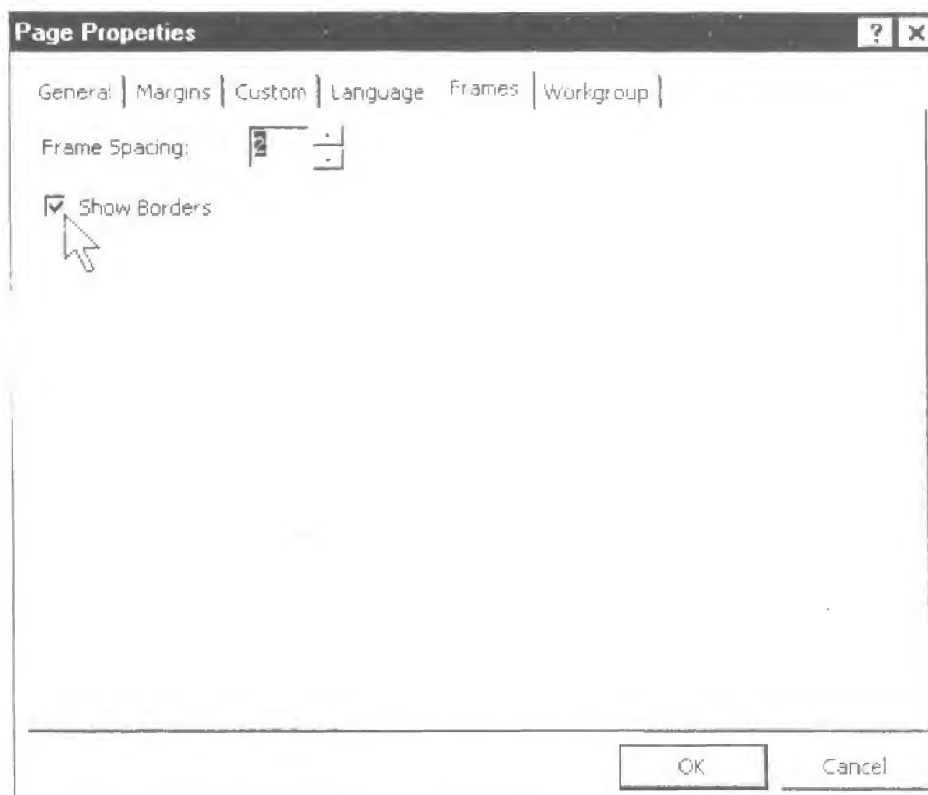 Page Properties
General Margins Custom Language Frames Workgroup
Frame Spacing: 2
Show Borders
OK Cancel